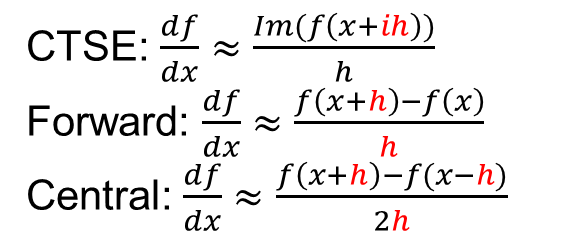 CTSE: df/dx ≈ Im(f(x+ih))/h
Forward: df/dx ≈ f(x+h)−f(x)/h
Central: df/dx ≈ f(x+h)−f(x−h)/2h